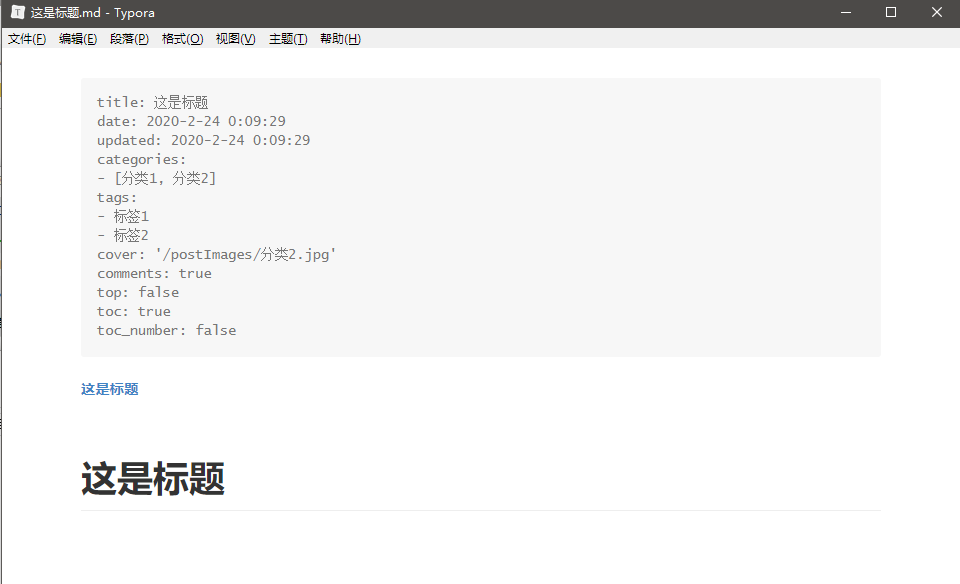 这是标题.md - Typora
文件(F) 编辑(E) 段落(P) 格式(O) 视图(V) 主题(T) 帮助(H)
title: 这是标题
date: 2020-2-24 0:09:29
updated: 2020-2-24 0:09:29
categories:
- [分类1, 分类2]
tags:
- 标签1
- 标签2
cover: '/postImages/分类2.jpg'
comments: true
top: false
toc: true
toc_number: false
这是标题
这是标题